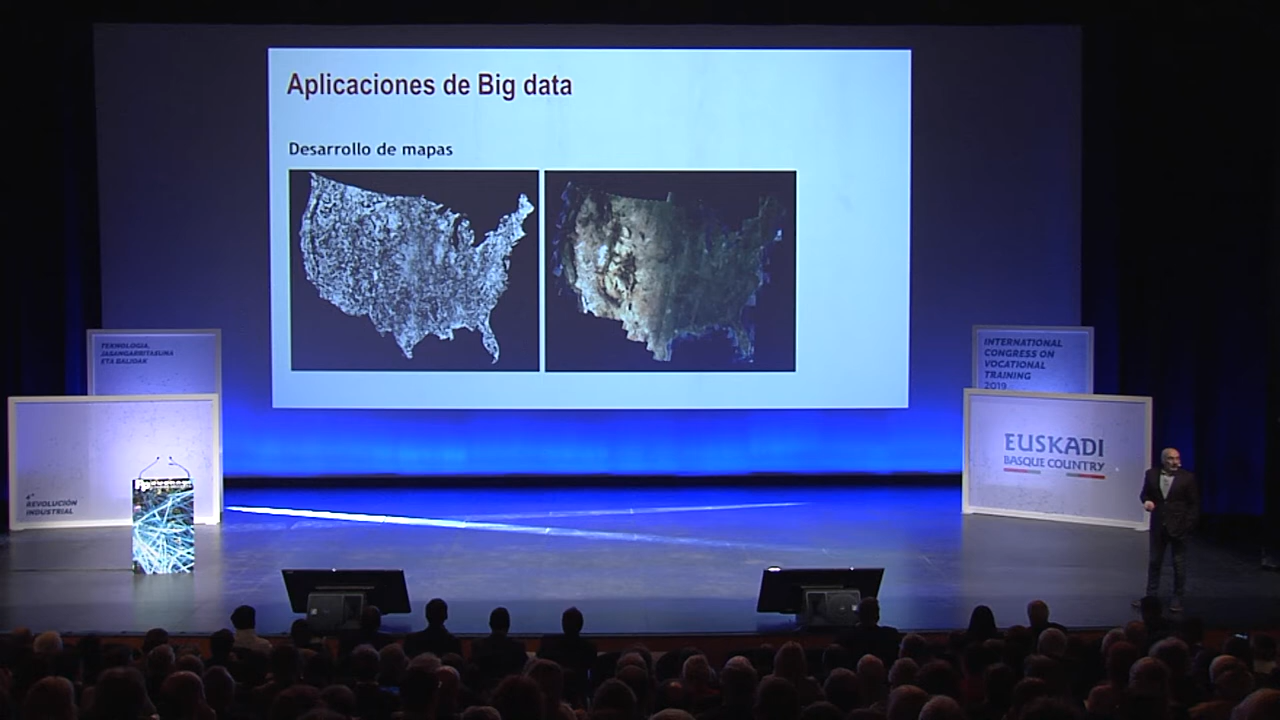 Aplicaciones de Big data
Desarrollo de mapas
TEKNOLOGIA,
JASANGARRITASUNA
ETA BALIOAK
4ª
REVOLUCIÓN
INDUSTRIAL
INTERNATIONAL
CONGRESS ON
VOCATIONAL
TRAINING
2019
EUSKADI
BASQUE COUNTRY